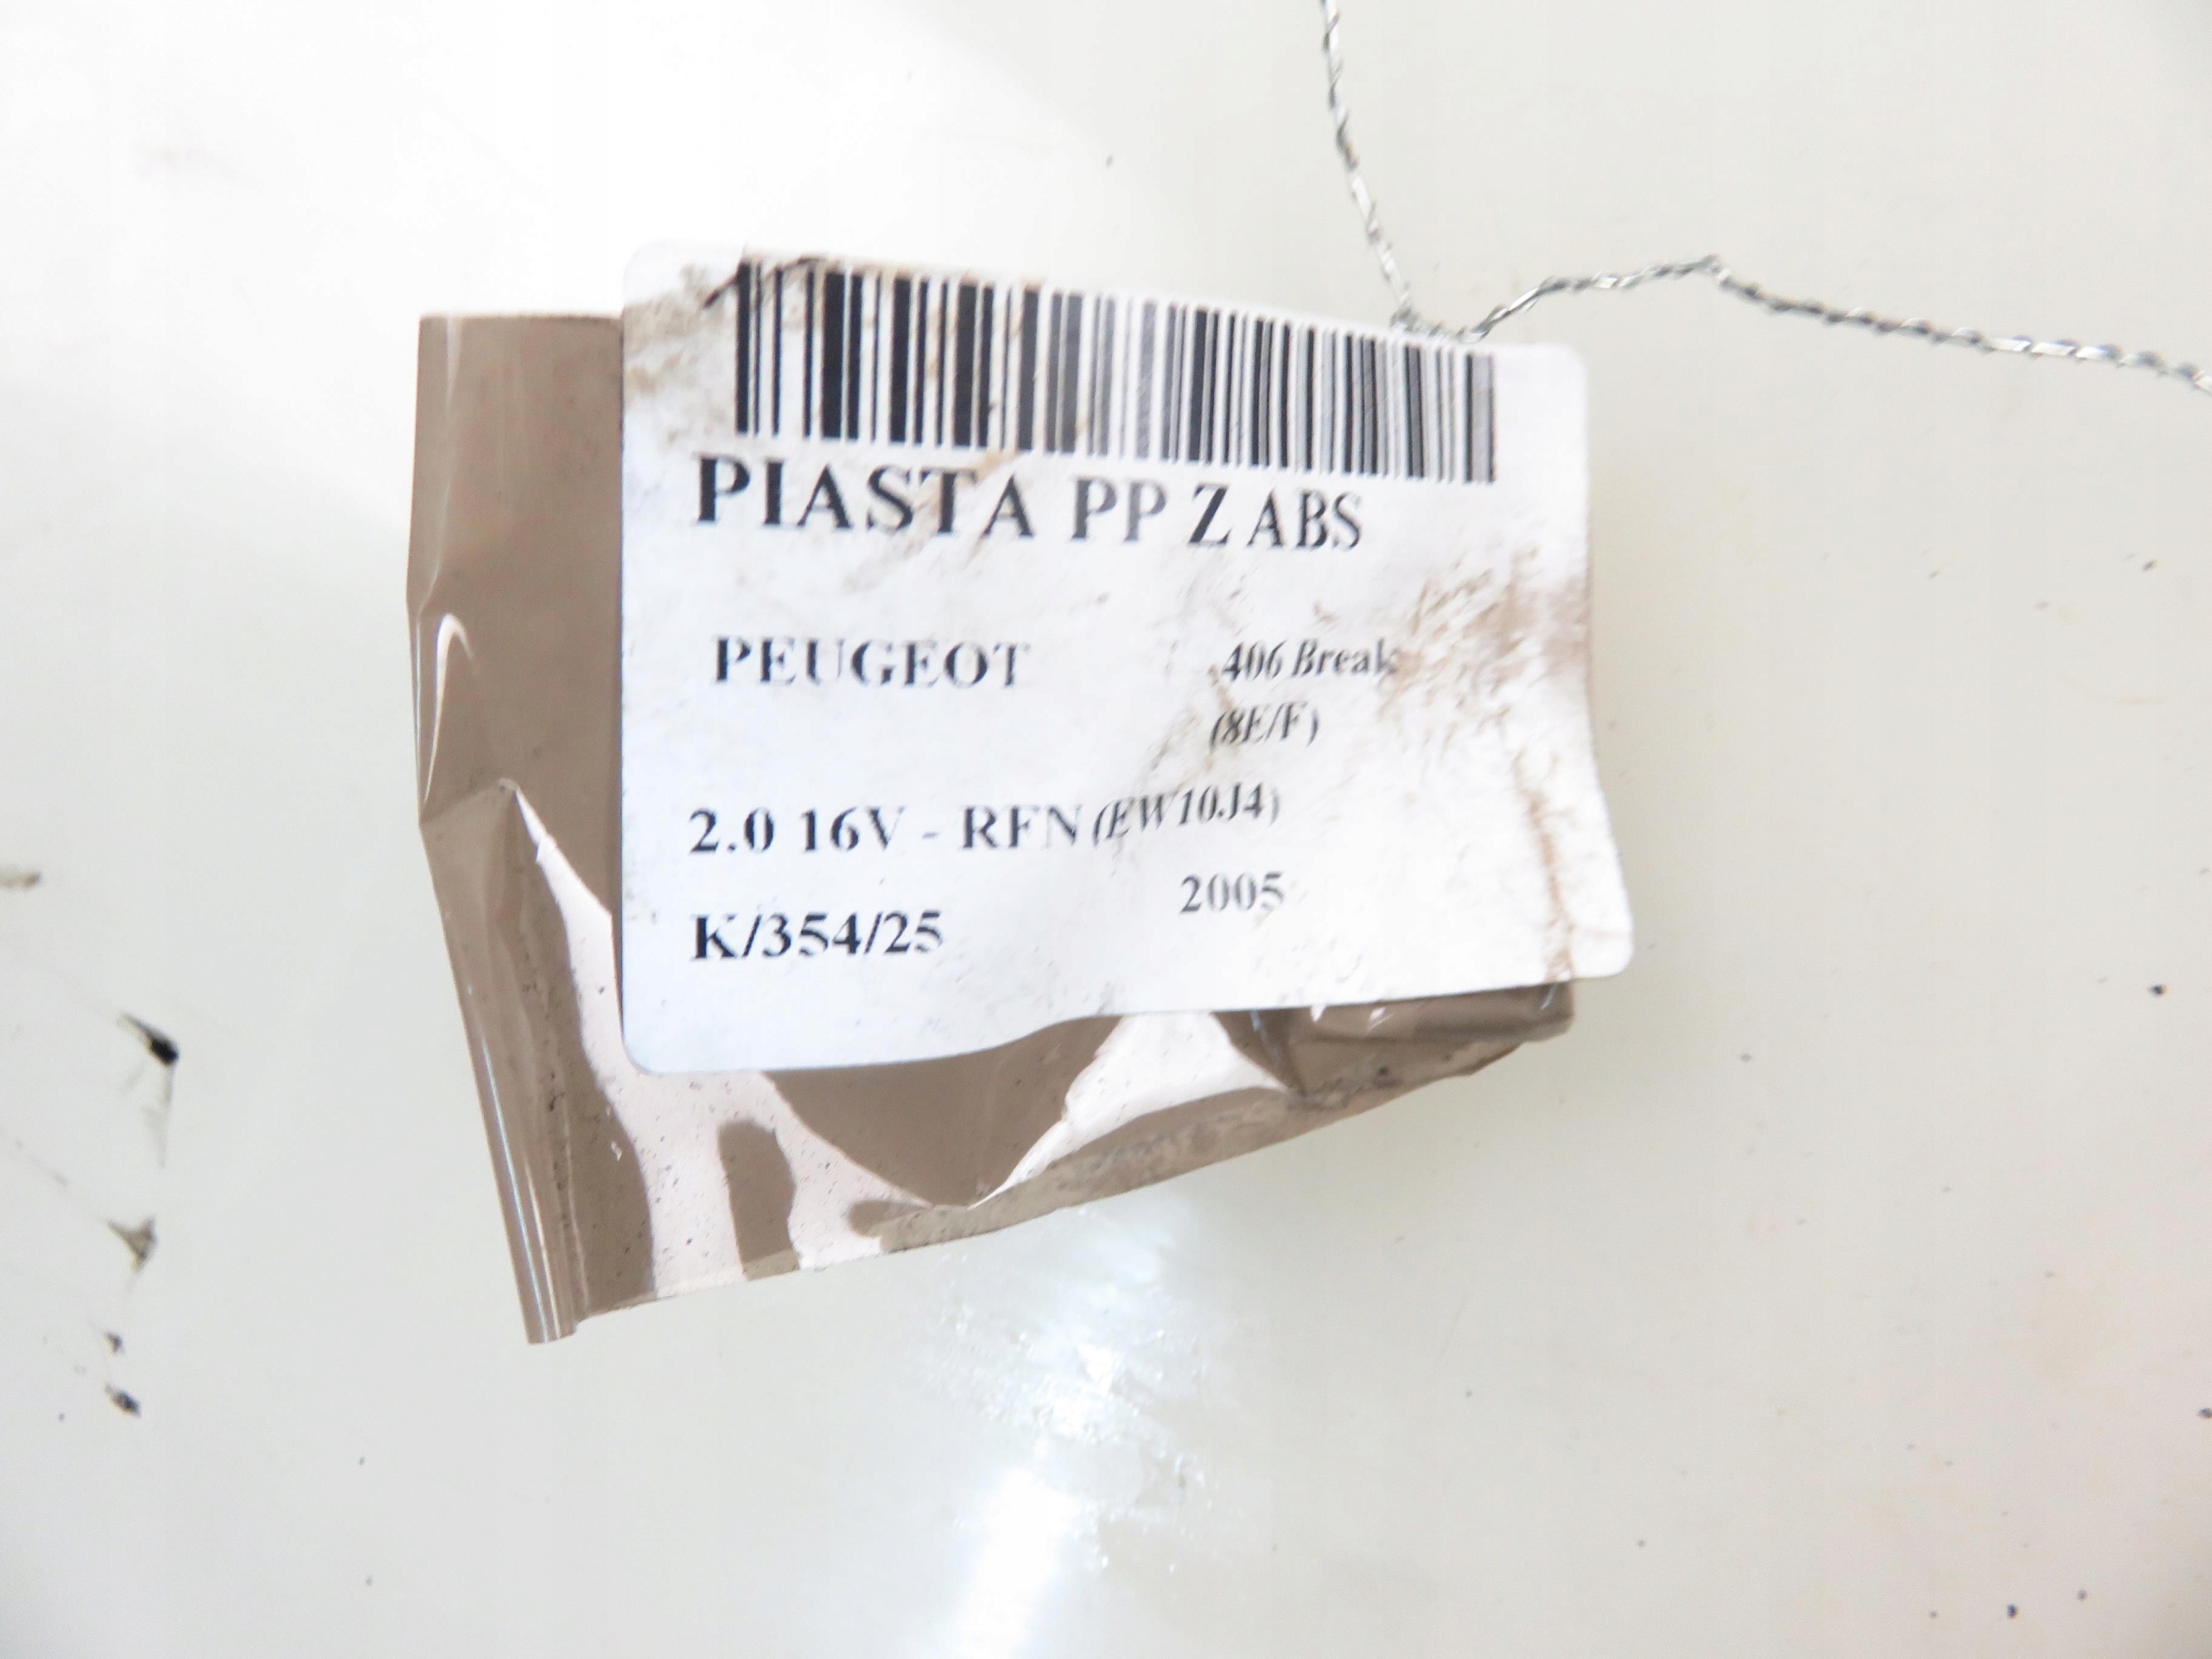 PIASTA PP Z ABS
PEUGEOT 406 Break
(8E/F)
2.0 16V - RFN (EW10J4)
2005
K/354/25